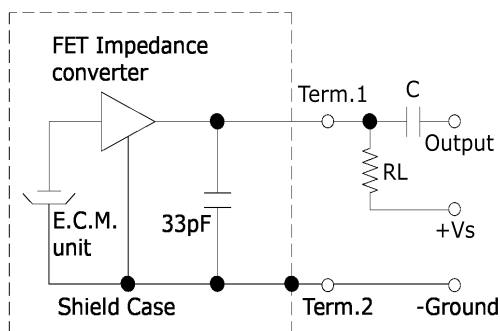 FET Impedance
converter
Term.1
C
Output
RL
E.C.M.
unit
33pF
+Vs
Shield Case
Term.2
-Ground